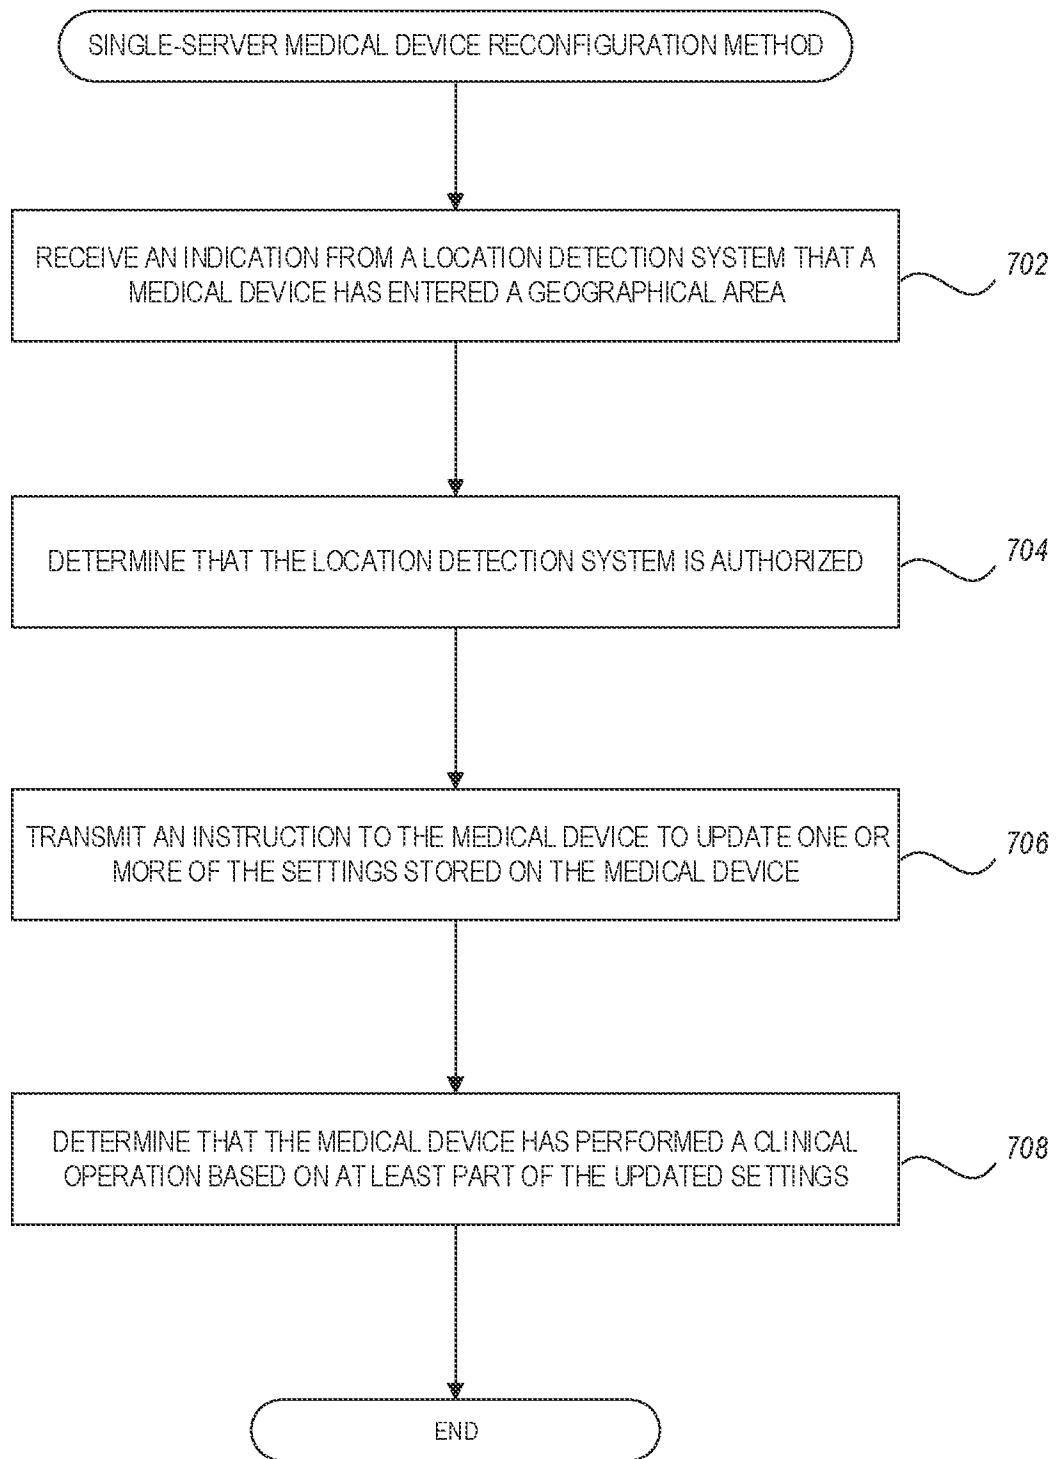 SINGLE-SERVER MEDICAL DEVICE RECONFIGURATION METHOD
RECEIVE AN INDICATION FROM A LOCATION DETECTION SYSTEM THAT A
MEDICAL DEVICE HAS ENTERED A GEOGRAPHICAL AREA
702
DETERMINE THAT THE LOCATION DETECTION SYSTEM IS AUTHORIZED
704
TRANSMIT AN INSTRUCTION TO THE MEDICAL DEVICE TO UPDATE ONE OR
MORE OF THE SETTINGS STORED ON THE MEDICAL DEVICE
706
DETERMINE THAT THE MEDICAL DEVICE HAS PERFORMED A CLINICAL
OPERATION BASED ON AT LEAST PART OF THE UPDATED SETTINGS
708
END